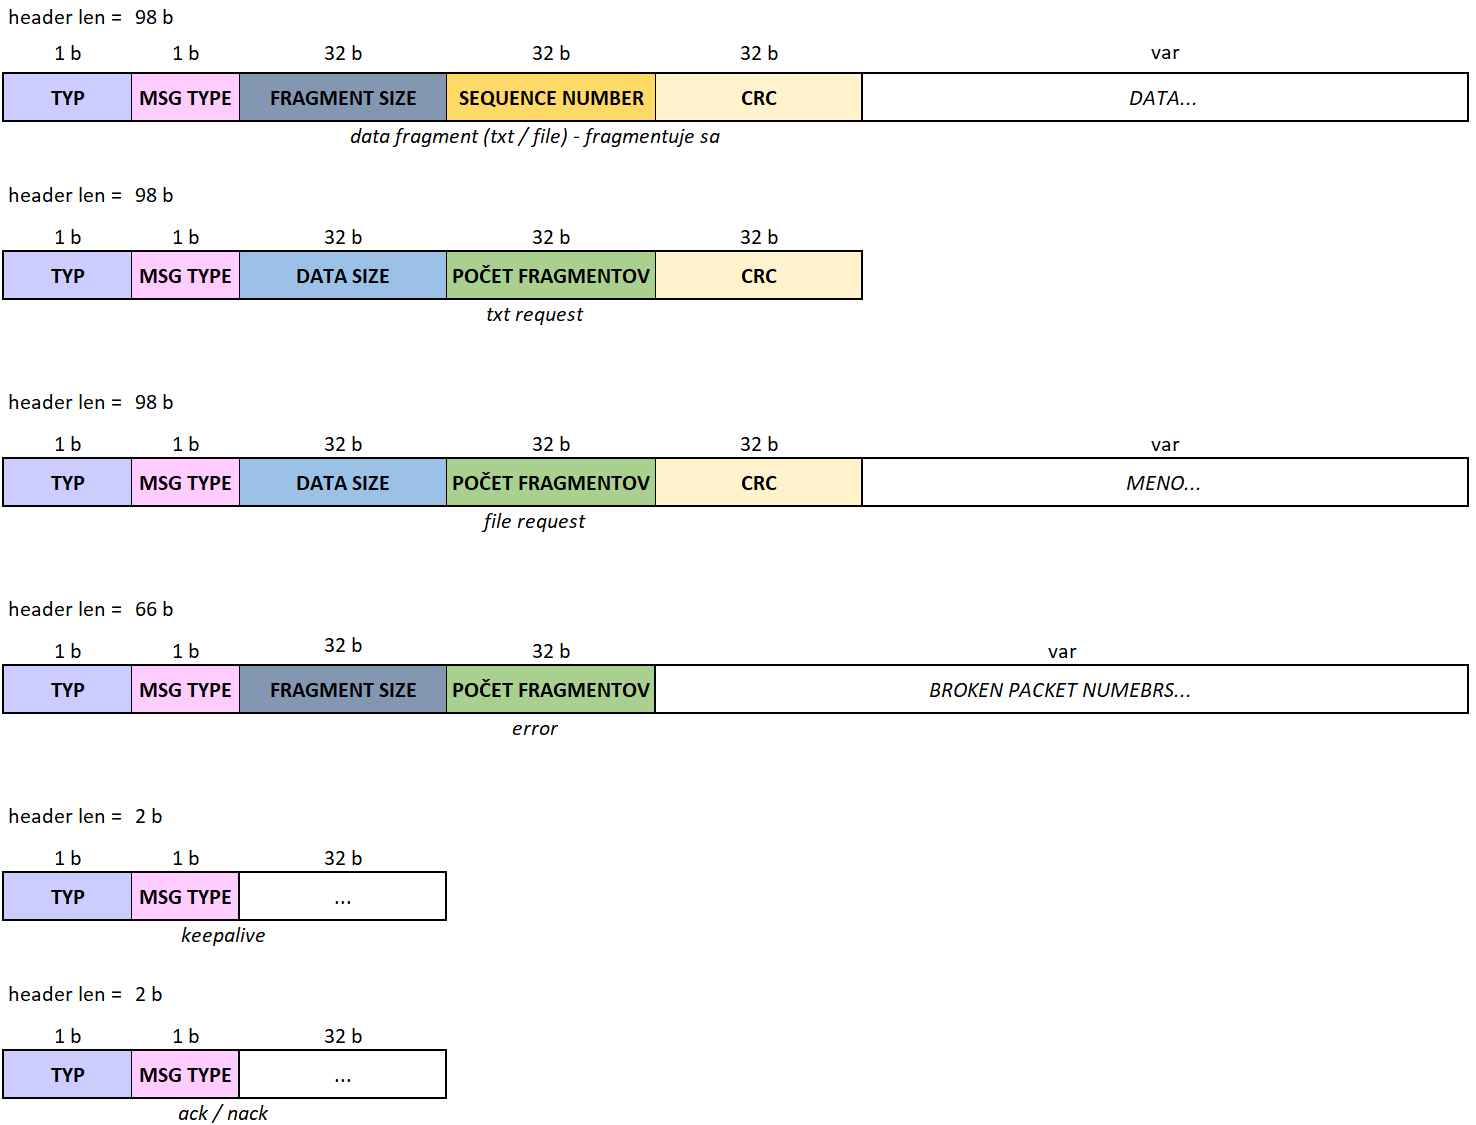 header len = 98 b
1 b 1 b 32 b 32 b 32 b var
TYP MSG TYPE FRAGMENT SIZE SEQUENCE NUMBER CRC DATA...
data fragment (txt / file) - fragmentuje sa
header len = 98 b
1 b 1 b 32 b 32 b 32 b
TYP MSG TYPE DATA SIZE POČET FRAGMENTOV CRC
txt request
header len = 98 b
1 b 1 b 32 b 32 b 32 b var
TYP MSG TYPE DATA SIZE POČET FRAGMENTOV CRC MENO...
file request
header len = 66 b
1 b 1 b 32 b 32 b var
TYP MSG TYPE FRAGMENT SIZE POČET FRAGMENTOV BROKEN PACKET NUMEBRS...
error
header len = 2 b
1 b 1 b 32 b
TYP MSG TYPE ...
keepalive
header len = 2 b
1 b 1 b 32 b
TYP MSG TYPE ...
ack / nack